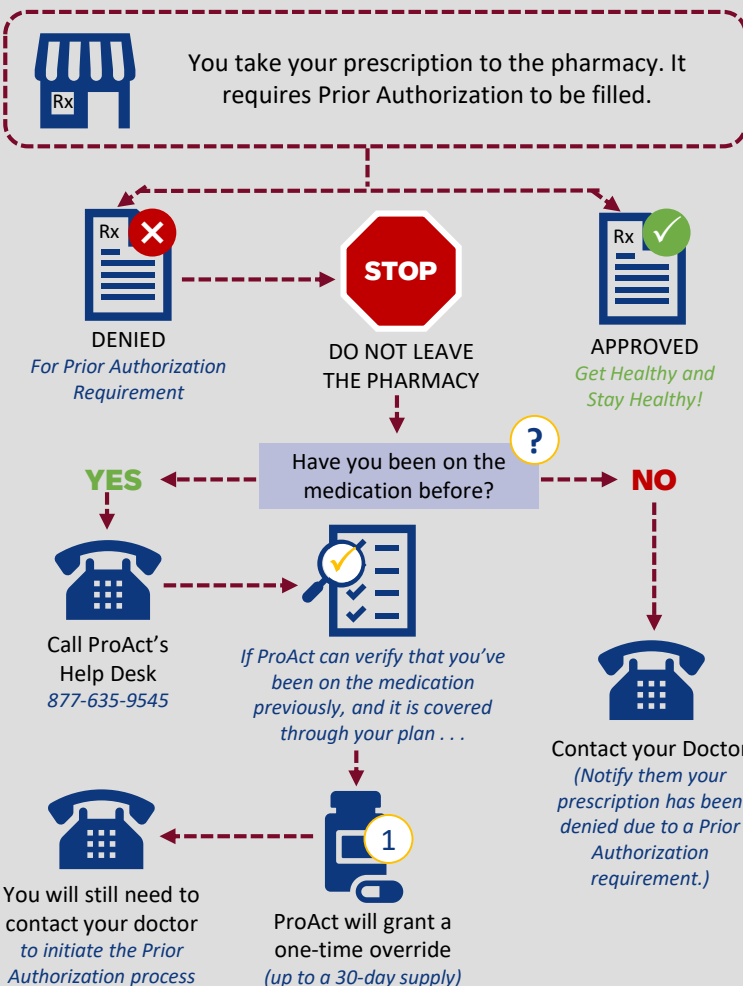 You take your prescription to the pharmacy. It
requires Prior Authorization to be filled.
Rx
Rx
DENIED
For Prior Authorization
Requirement
STOP
DO NOT LEAVE
THE PHARMACY
Rx
APPROVED
Get Healthy and
Stay Healthy!
?
Have you been on the
medication before?
YES
NO
Call ProAct's
Help Desk
877-635-9545
If ProAct can verify that you've
been on the medication
previously, and it is covered
through your plan . . .
Contact your Doctor
(Notify them your
prescription has been
denied due to a Prior
Authorization
requirement.)
1
ProAct will grant a
one-time override
(up to a 30-day supply)
You will still need to
contact your doctor
to initiate the Prior
Authorization process